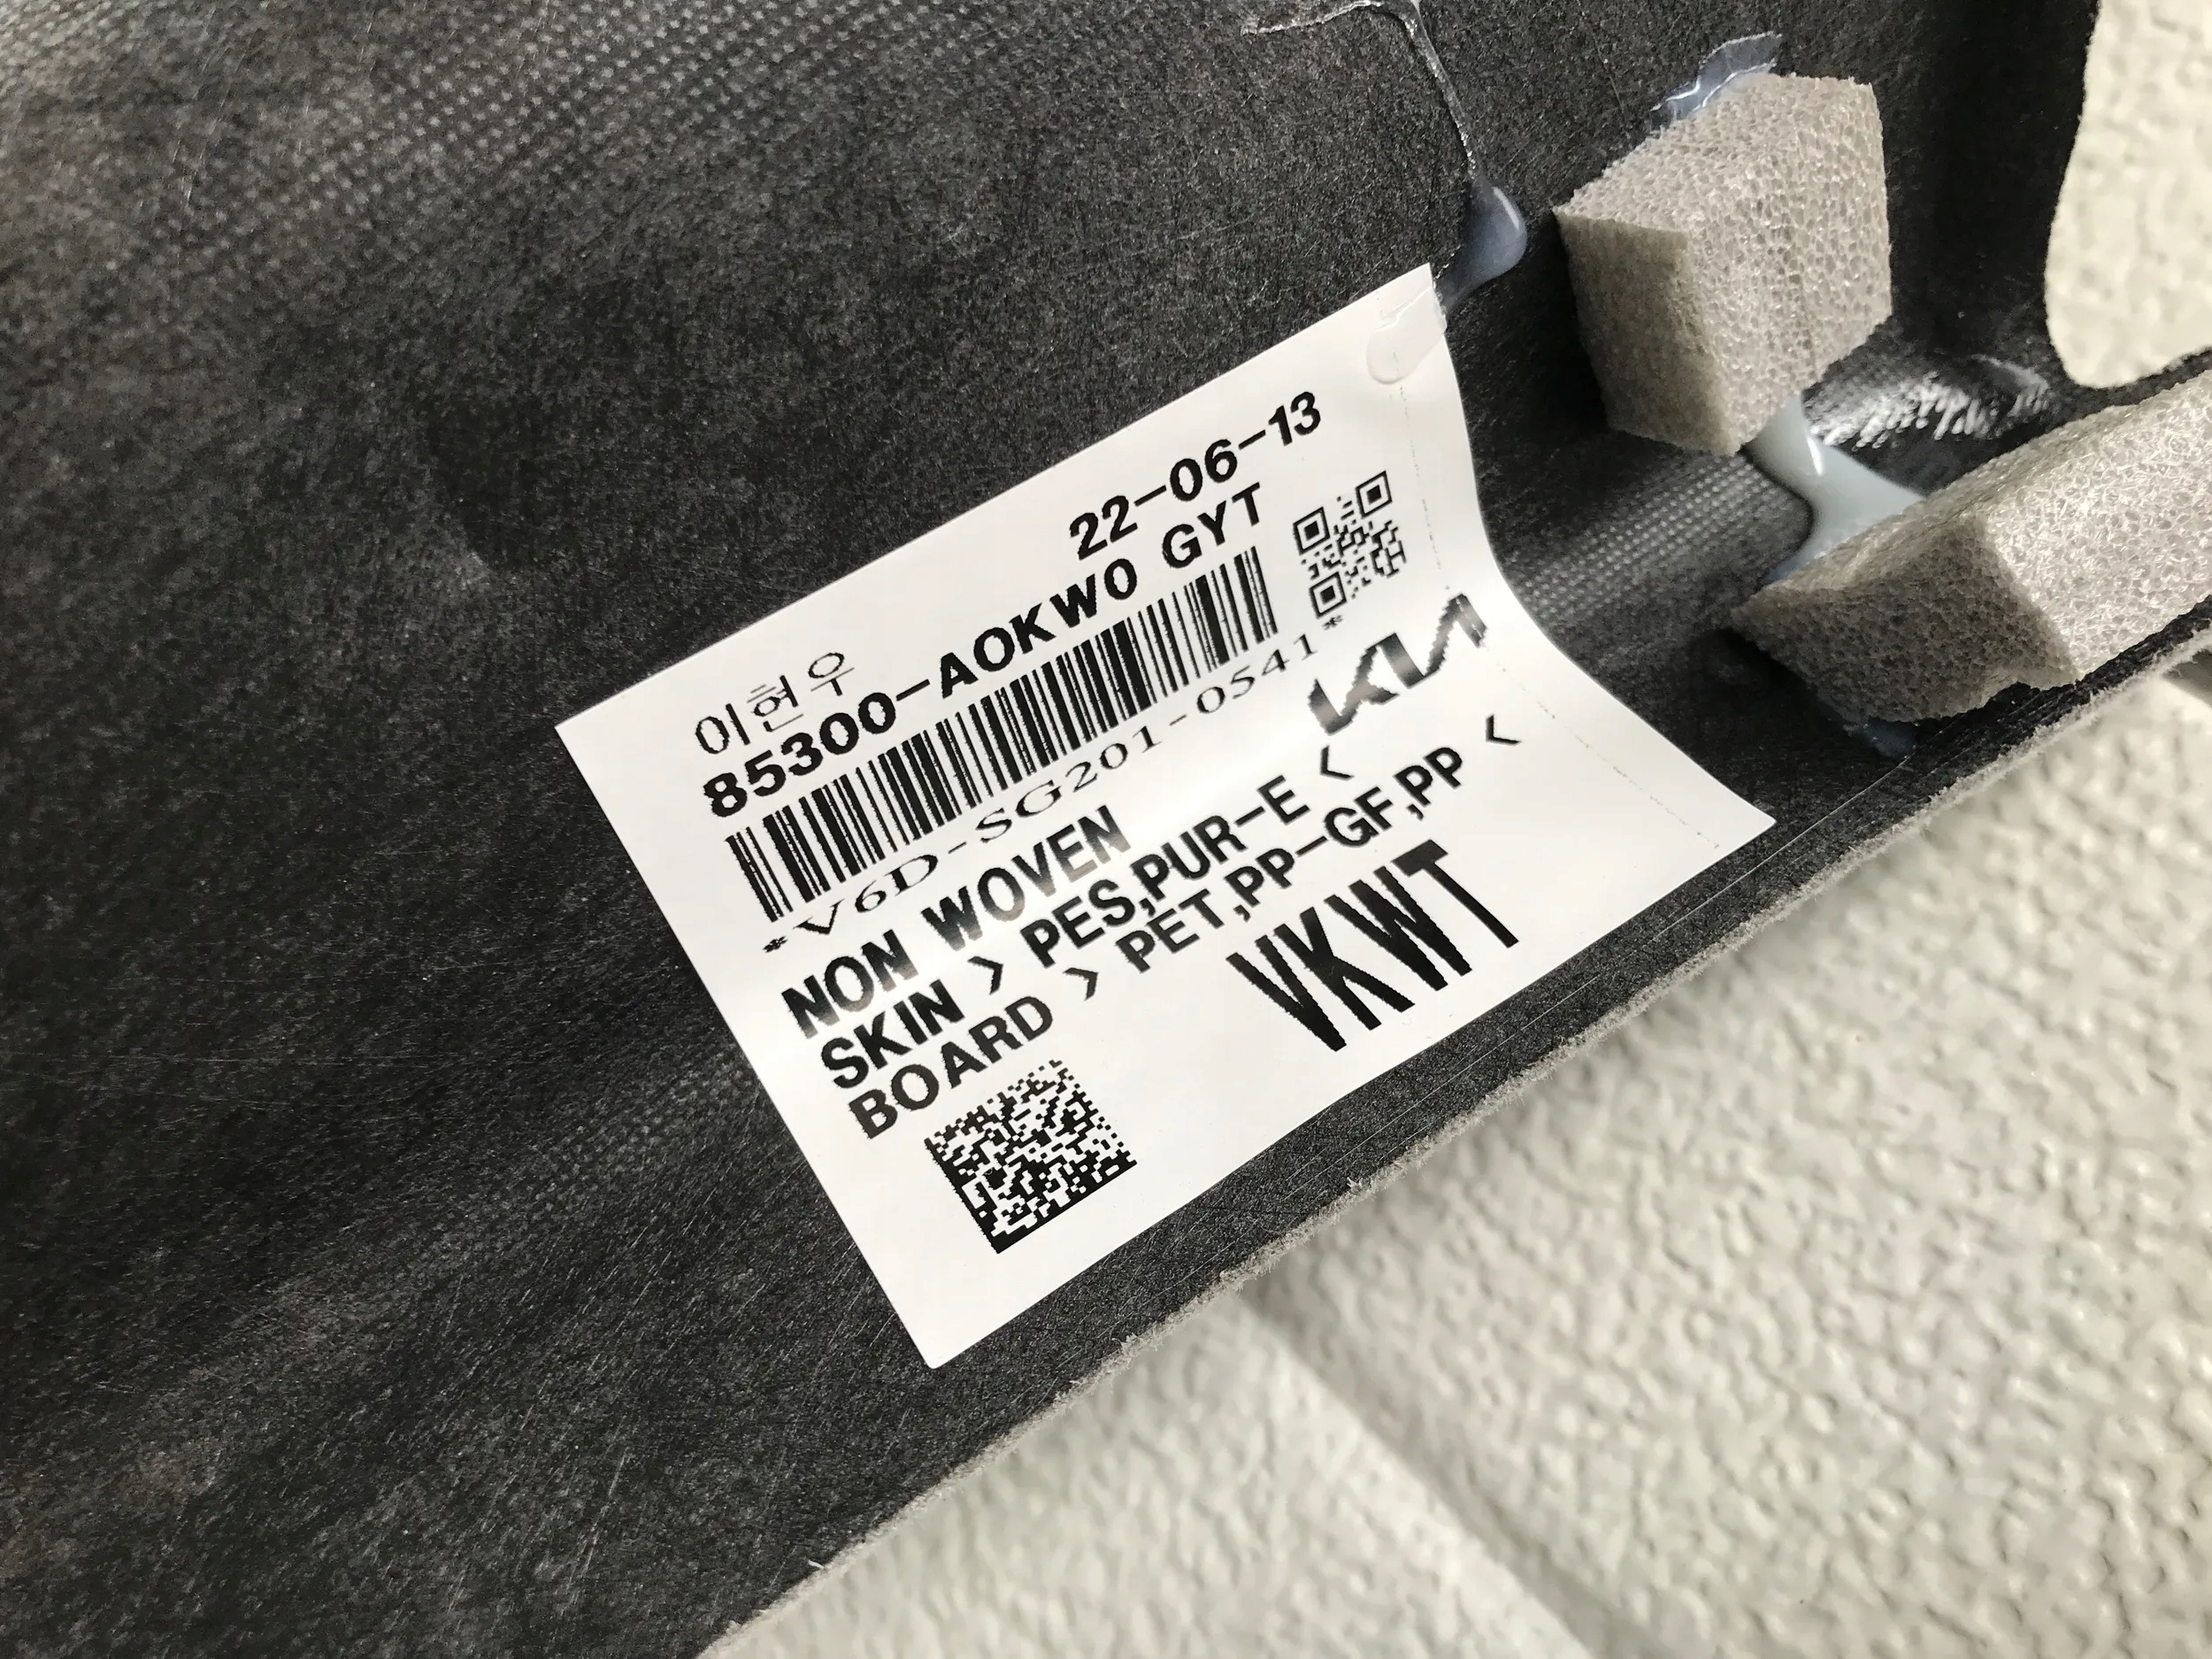 22-06-13
이현우
85300-A0KW0 GYT
*V6D-SG201-0541*
KIA
NON WOVEN
SKIN > PES,PUR-E <
BOARD > PET,PP-GF,PP <
VKWT